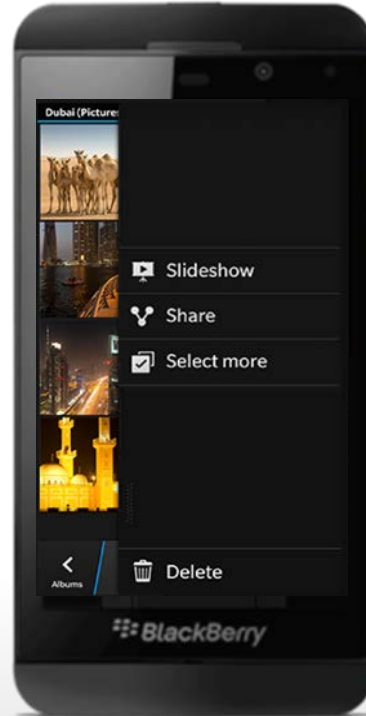 Dubai (Pictures
Slideshow
Share
Select more
Delete
Albums
BlackBerry